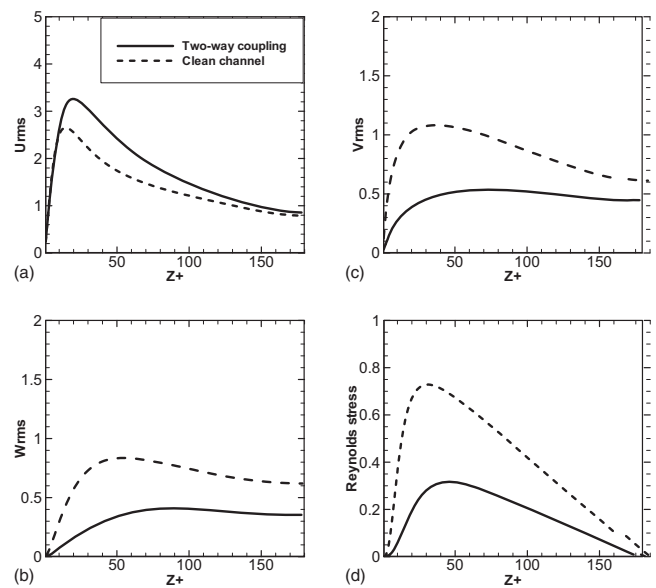 5
4
3
2
1
0
Urms
50
100
150
Z+
(a)
Two-way coupling
Clean channel
2
1.5
1
0.5
0
Vrms
50
100
150
Z+
(c)
2
1.5
1
0.5
0
Wrms
50
100
150
Z+
(b)
1
0.8
0.6
0.4
0.2
0
Reynolds stress
50
100
150
Z+
(d)